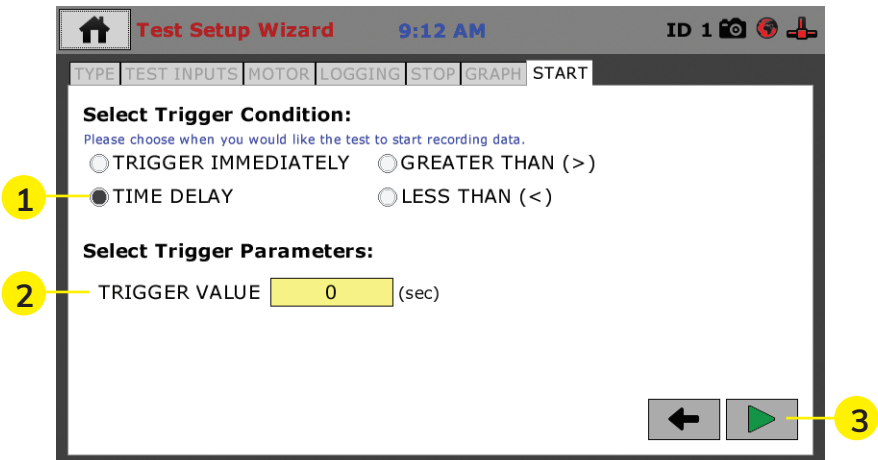 Test Setup Wizard 9:12 AM ID 1
TYPE TEST INPUTS MOTOR LOGGING STOP GRAPH START
Select Trigger Condition:
Please choose when you would like the test to start recording data.
TRIGGER IMMEDIATELY GREATER THAN (>)
1 TIME DELAY LESS THAN (<)
Select Trigger Parameters:
2 TRIGGER VALUE 0 (sec)
3